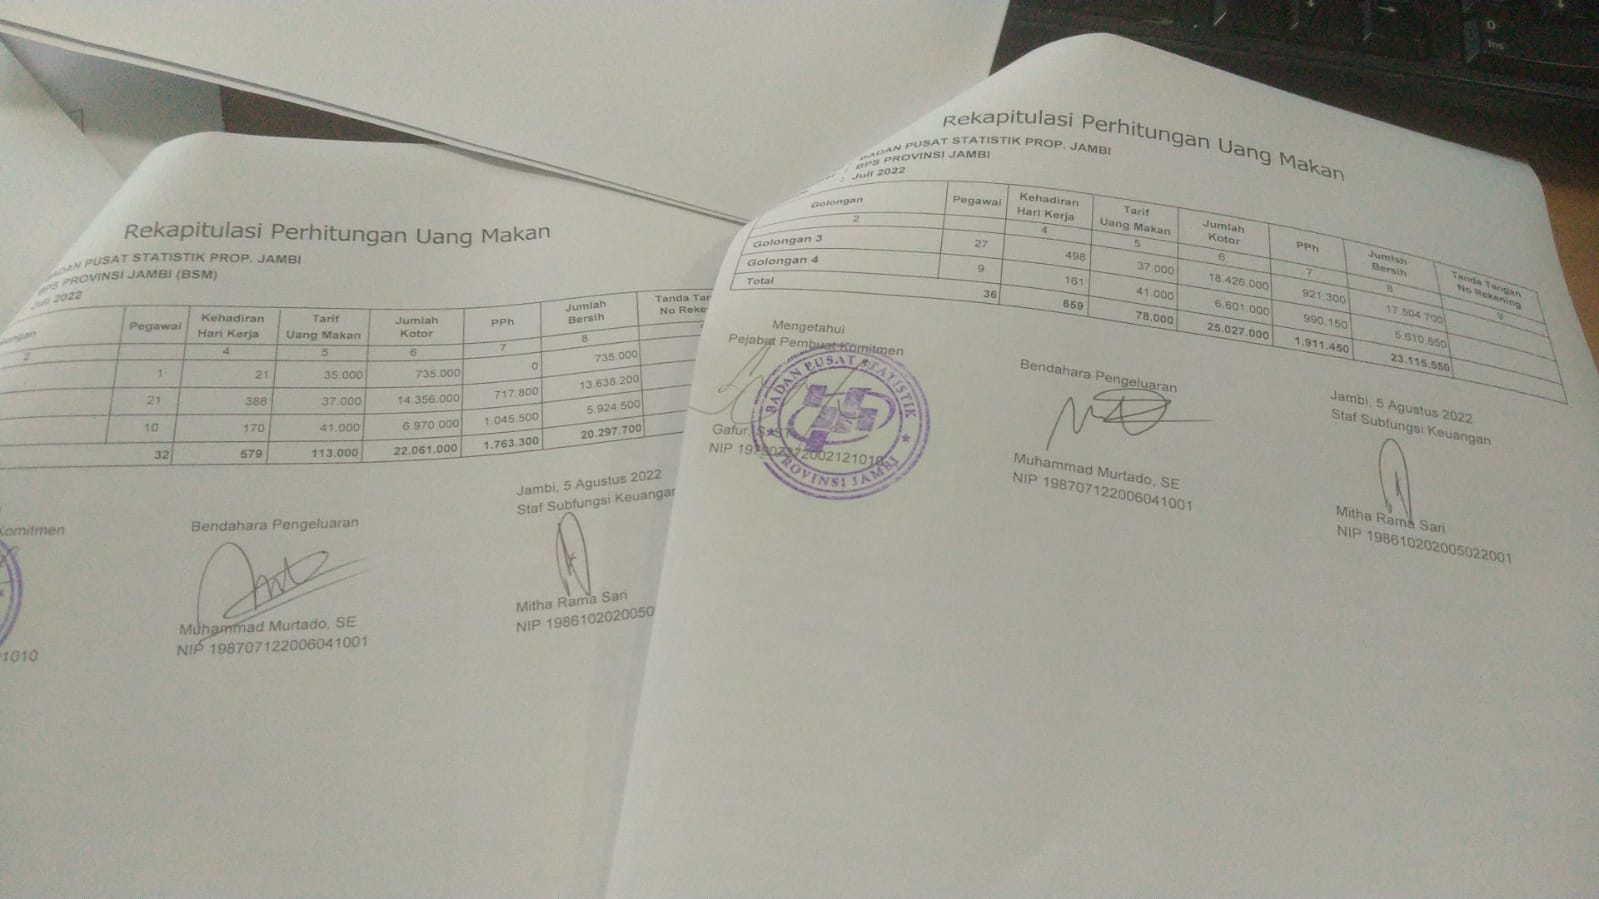 Rekapitulasi Perhitungan Uang Makan
BADAN PUSAT STATISTIK PROP. JAMBI
BPS PROVINSI JAMBI (BSM)
Juli 2022
Pegawai Kehadiran Hari Kerja Tarif Uang Makan Jumlah Kotor PPh Jumlah Bersih Tanda Tan
No Reke
2 4 5 6 7 8
1 21 35.000 735.000 0 735.000
21 388 37.000 14.356.000 717.800 13.638.200
10 170 41.000 6.970.000 1.045.500 5.924.500
32 579 113.000 22.061.000 1.763.300 20.297.700
Jambi, 5 Agustus 2022
Staf Subfungsi Keuangan
Komitmen
Bendahara Pengeluaran
Mitha Rama Sari
NIP 1986102020050
Muhammad Murtado, SE
NIP 198707122006041001
1010
Rekapitulasi Perhitungan Uang Makan
BADAN PUSAT STATISTIK PROP. JAMBI
: BPS PROVINSI JAMBI
: Juli 2022
Golongan Pegawai Kehadiran Hari Kerja Tarif Uang Makan Jumlah Kotor PPh Jumlah Bersih Tanda Tangan
No Rekening
2 4 5 6 7 8 9
Golongan 3 27 498 37.000 18.426.000 921.300 17.504.700
Golongan 4 9 161 41.000 6.601.000 990.150 5.610.850
Total 36 659 78.000 25.027.000 1.911.450 23.115.550
Mengetahui
Pejabat Pembuat Komitmen
Bendahara Pengeluaran
Jambi, 5 Agustus 2022
Staf Subfungsi Keuangan
BADAN PUSAT STATISTIK
PROVINSI JAMBI
Gafur,
NIP
Muhammad Murtado, SE
NIP 198707122006041001
Mitha Rama Sari
NIP 198610202005022001
Ins